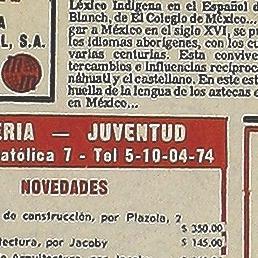 Léxico Indígena en el Español d
Blanch, de El Colegio de México...
gar a México en el siglo XVI, se pu
los idiomas aborígenes, con los cu
varias centurias. Esta convive
tercambios e influencias recíproc
náhuatl y el castellano. En este est
huella de la lengua de los aztecas e
en México...
A
L, S.A.
ERIA — JUVENTUD
atólica 7 - Tel 5-10-04-74
NOVEDADES
de construcción, por Plazola, 2
$ 350.00
tectura, por Jacoby $ 145.00